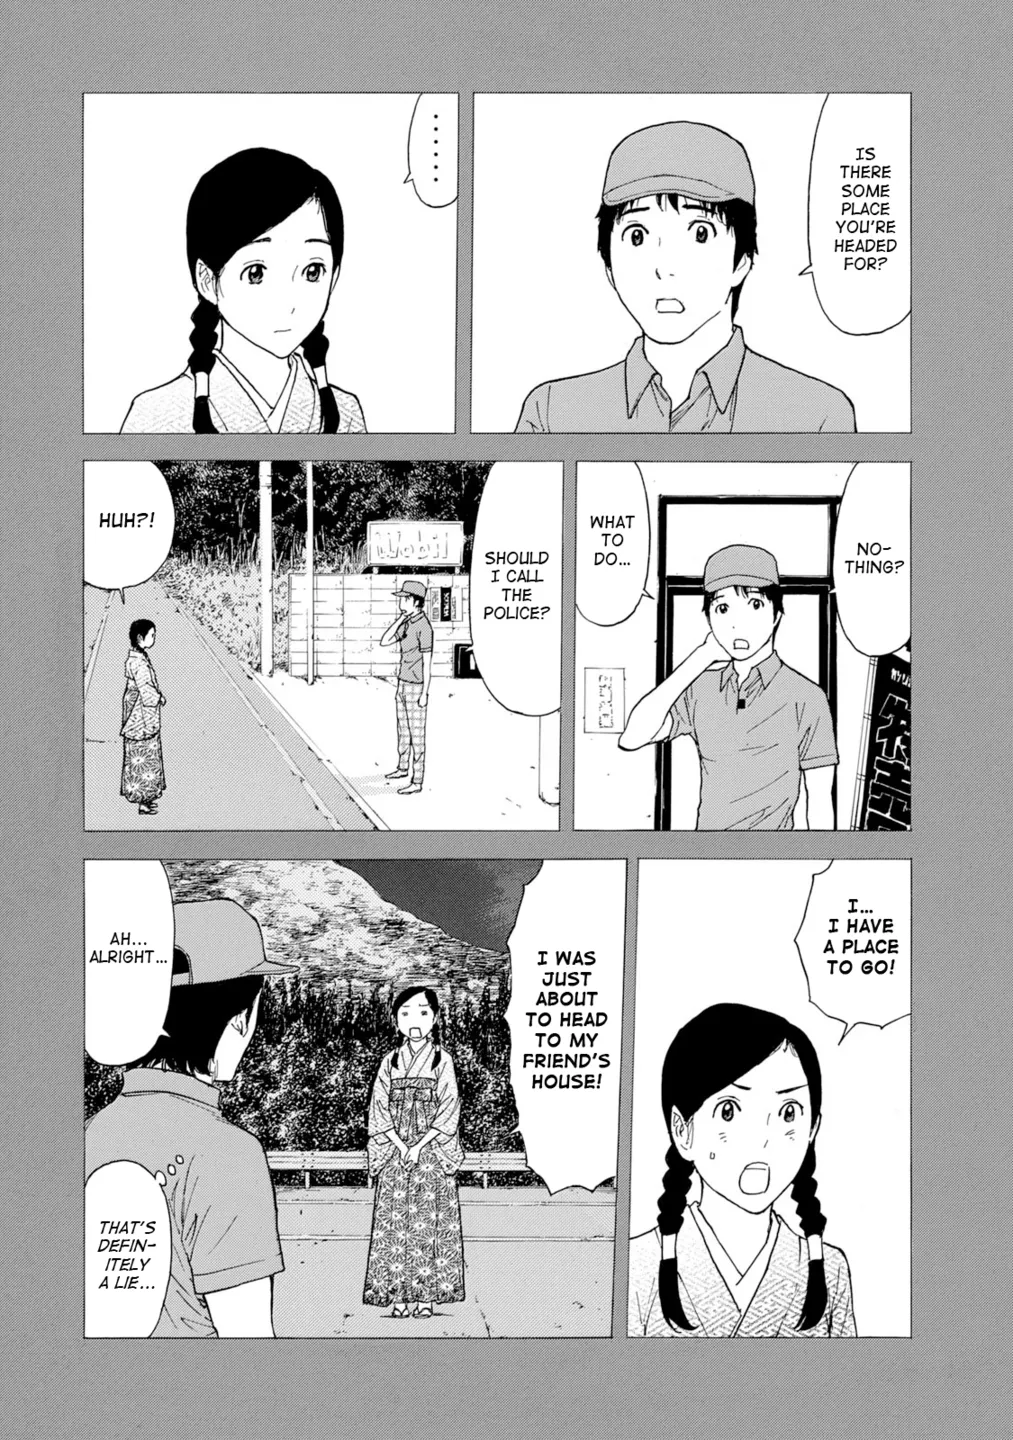 IS
THERE
SOME
PLACE
YOU'RE
HEADED
FOR?
......
NO-
THING?
WHAT
TO
DO...
SHOULD
I CALL
THE
POLICE?
HUH?!
I...
I HAVE
A PLACE
TO GO!
I WAS
JUST
ABOUT
TO HEAD
TO MY
FRIEND'S
HOUSE!
AH...
ALRIGHT...
THAT'S
DEFIN-
ITELY
A LIE...